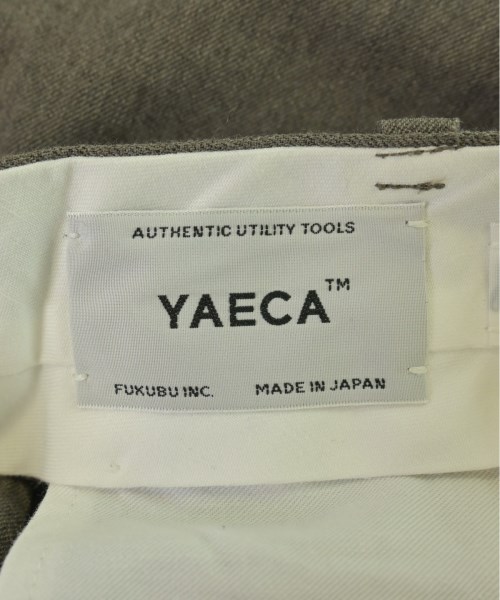 AUTHENTIC UTILITY TOOLS
YAECA™
FUKUBU INC. MADE IN JAPAN